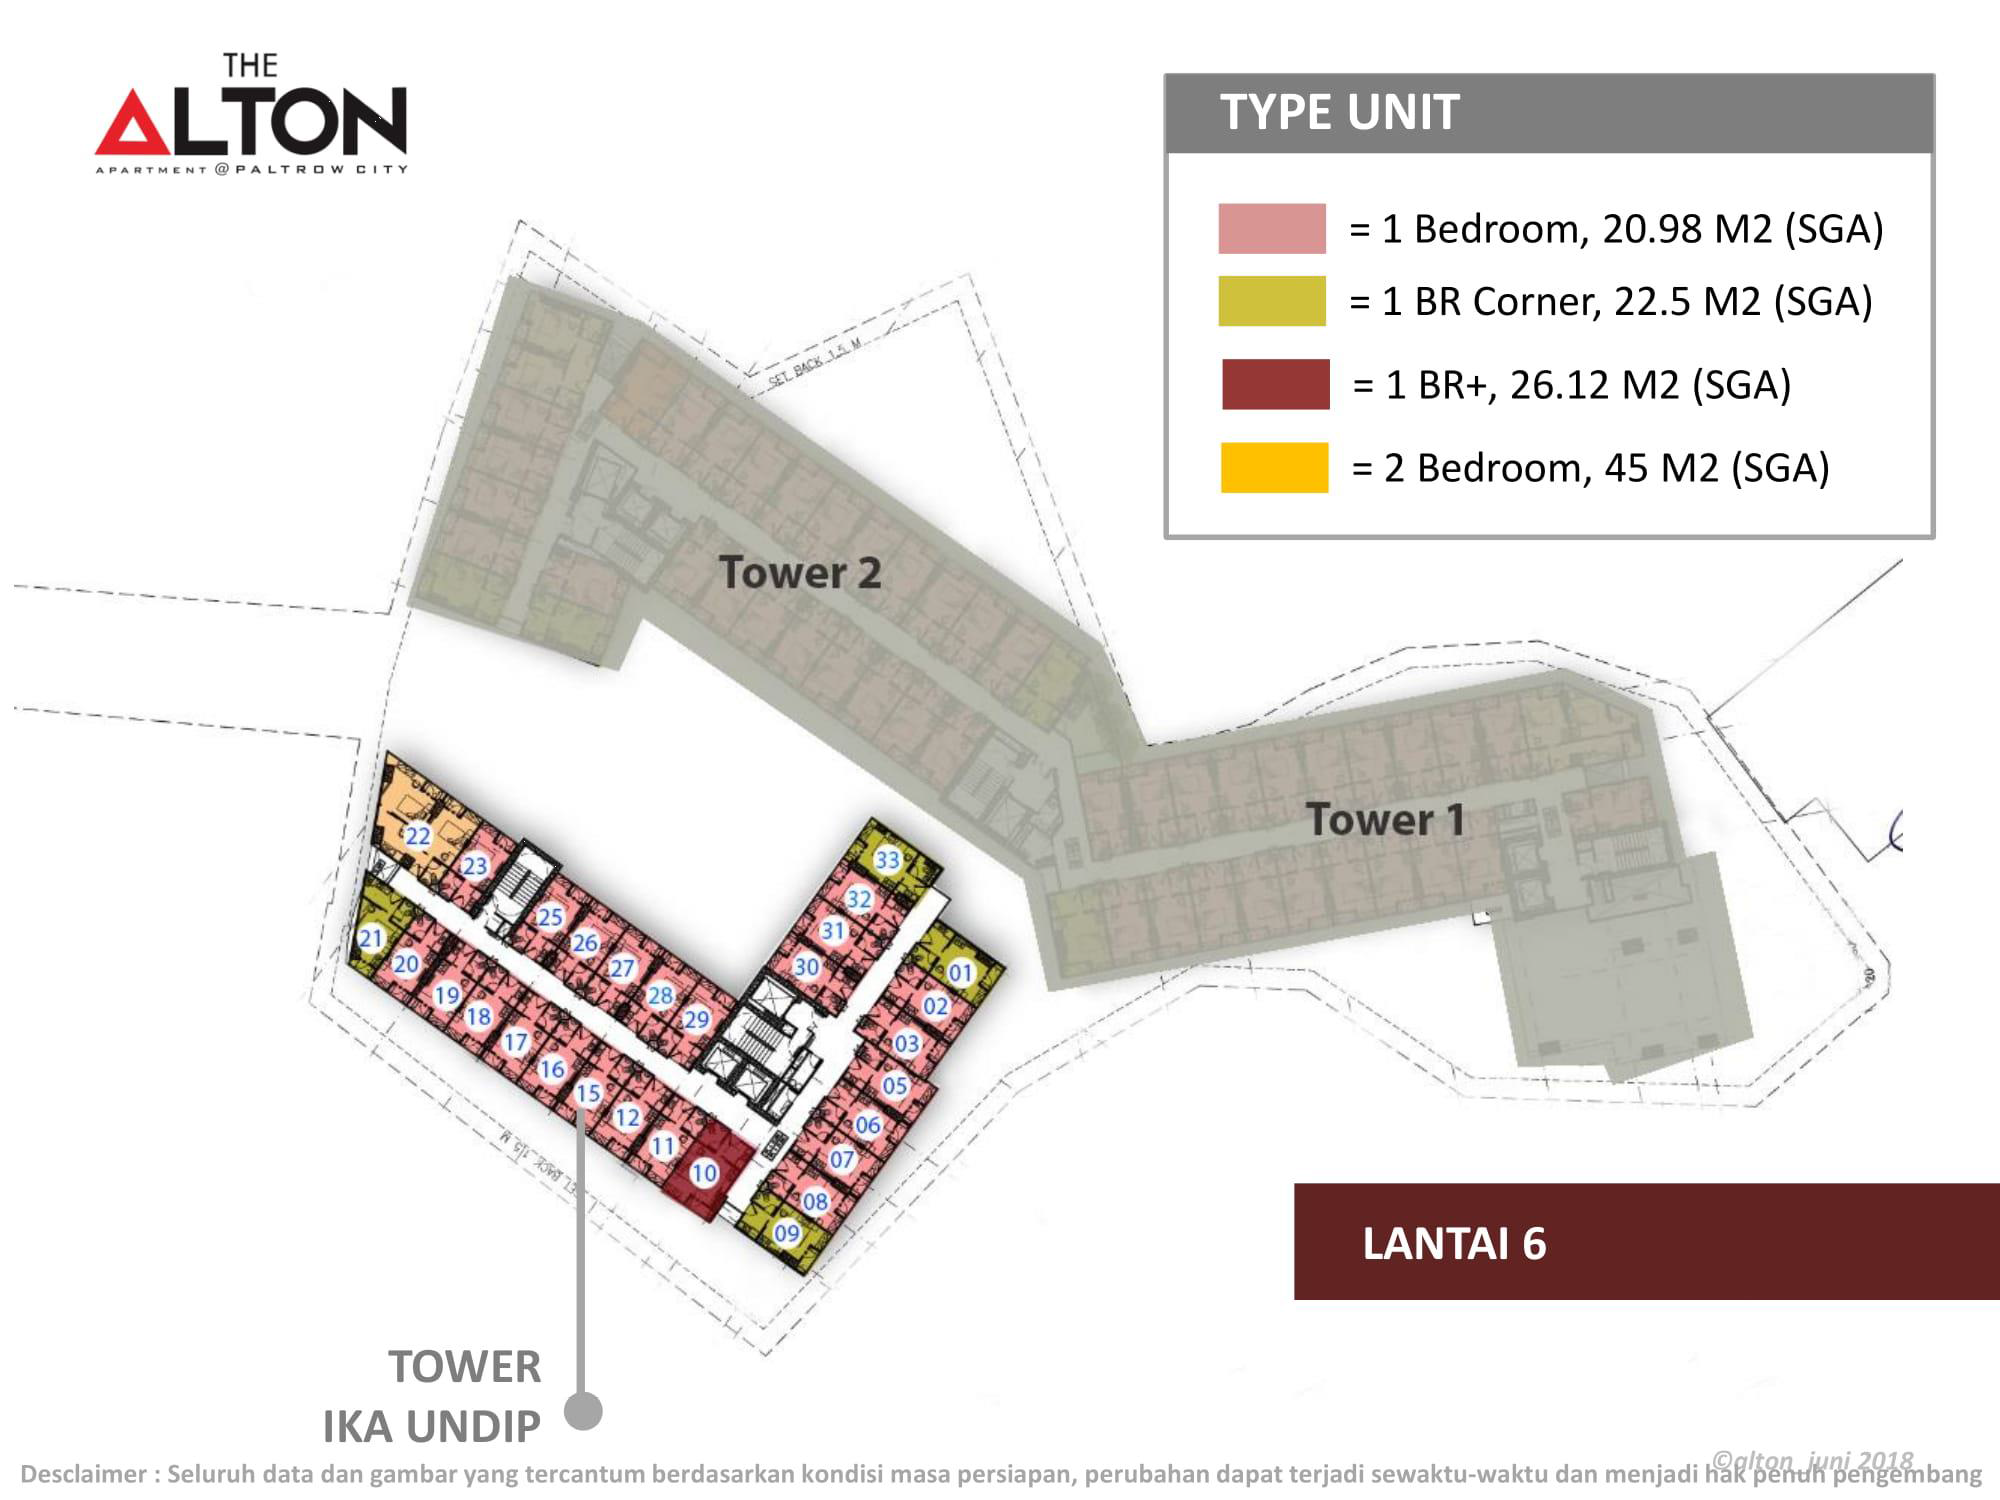 THE
ALTON
APARTMENT @ PALTROW CITY
TYPE UNIT
= 1 Bedroom, 20.98 M2 (SGA)
= 1 BR Corner, 22.5 M2 (SGA)
= 1 BR+, 26.12 M2 (SGA)
= 2 Bedroom, 45 M2 (SGA)
SET BACK 1.5 M
Tower 2
Tower 1
22
23
25
26
27
28
29
21
20
19
18
17
16
15
12
11
10
33
32
31
30
01
02
03
05
06
07
08
09
SET BACK 1.5 M
20
LANTAI 6
TOWER
IKA UNDIP
©alton_juni 2018
Desclaimer : Seluruh data dan gambar yang tercantum berdasarkan kondisi masa persiapan, perubahan dapat terjadi sewaktu-waktu dan menjadi hak penuh pengembang